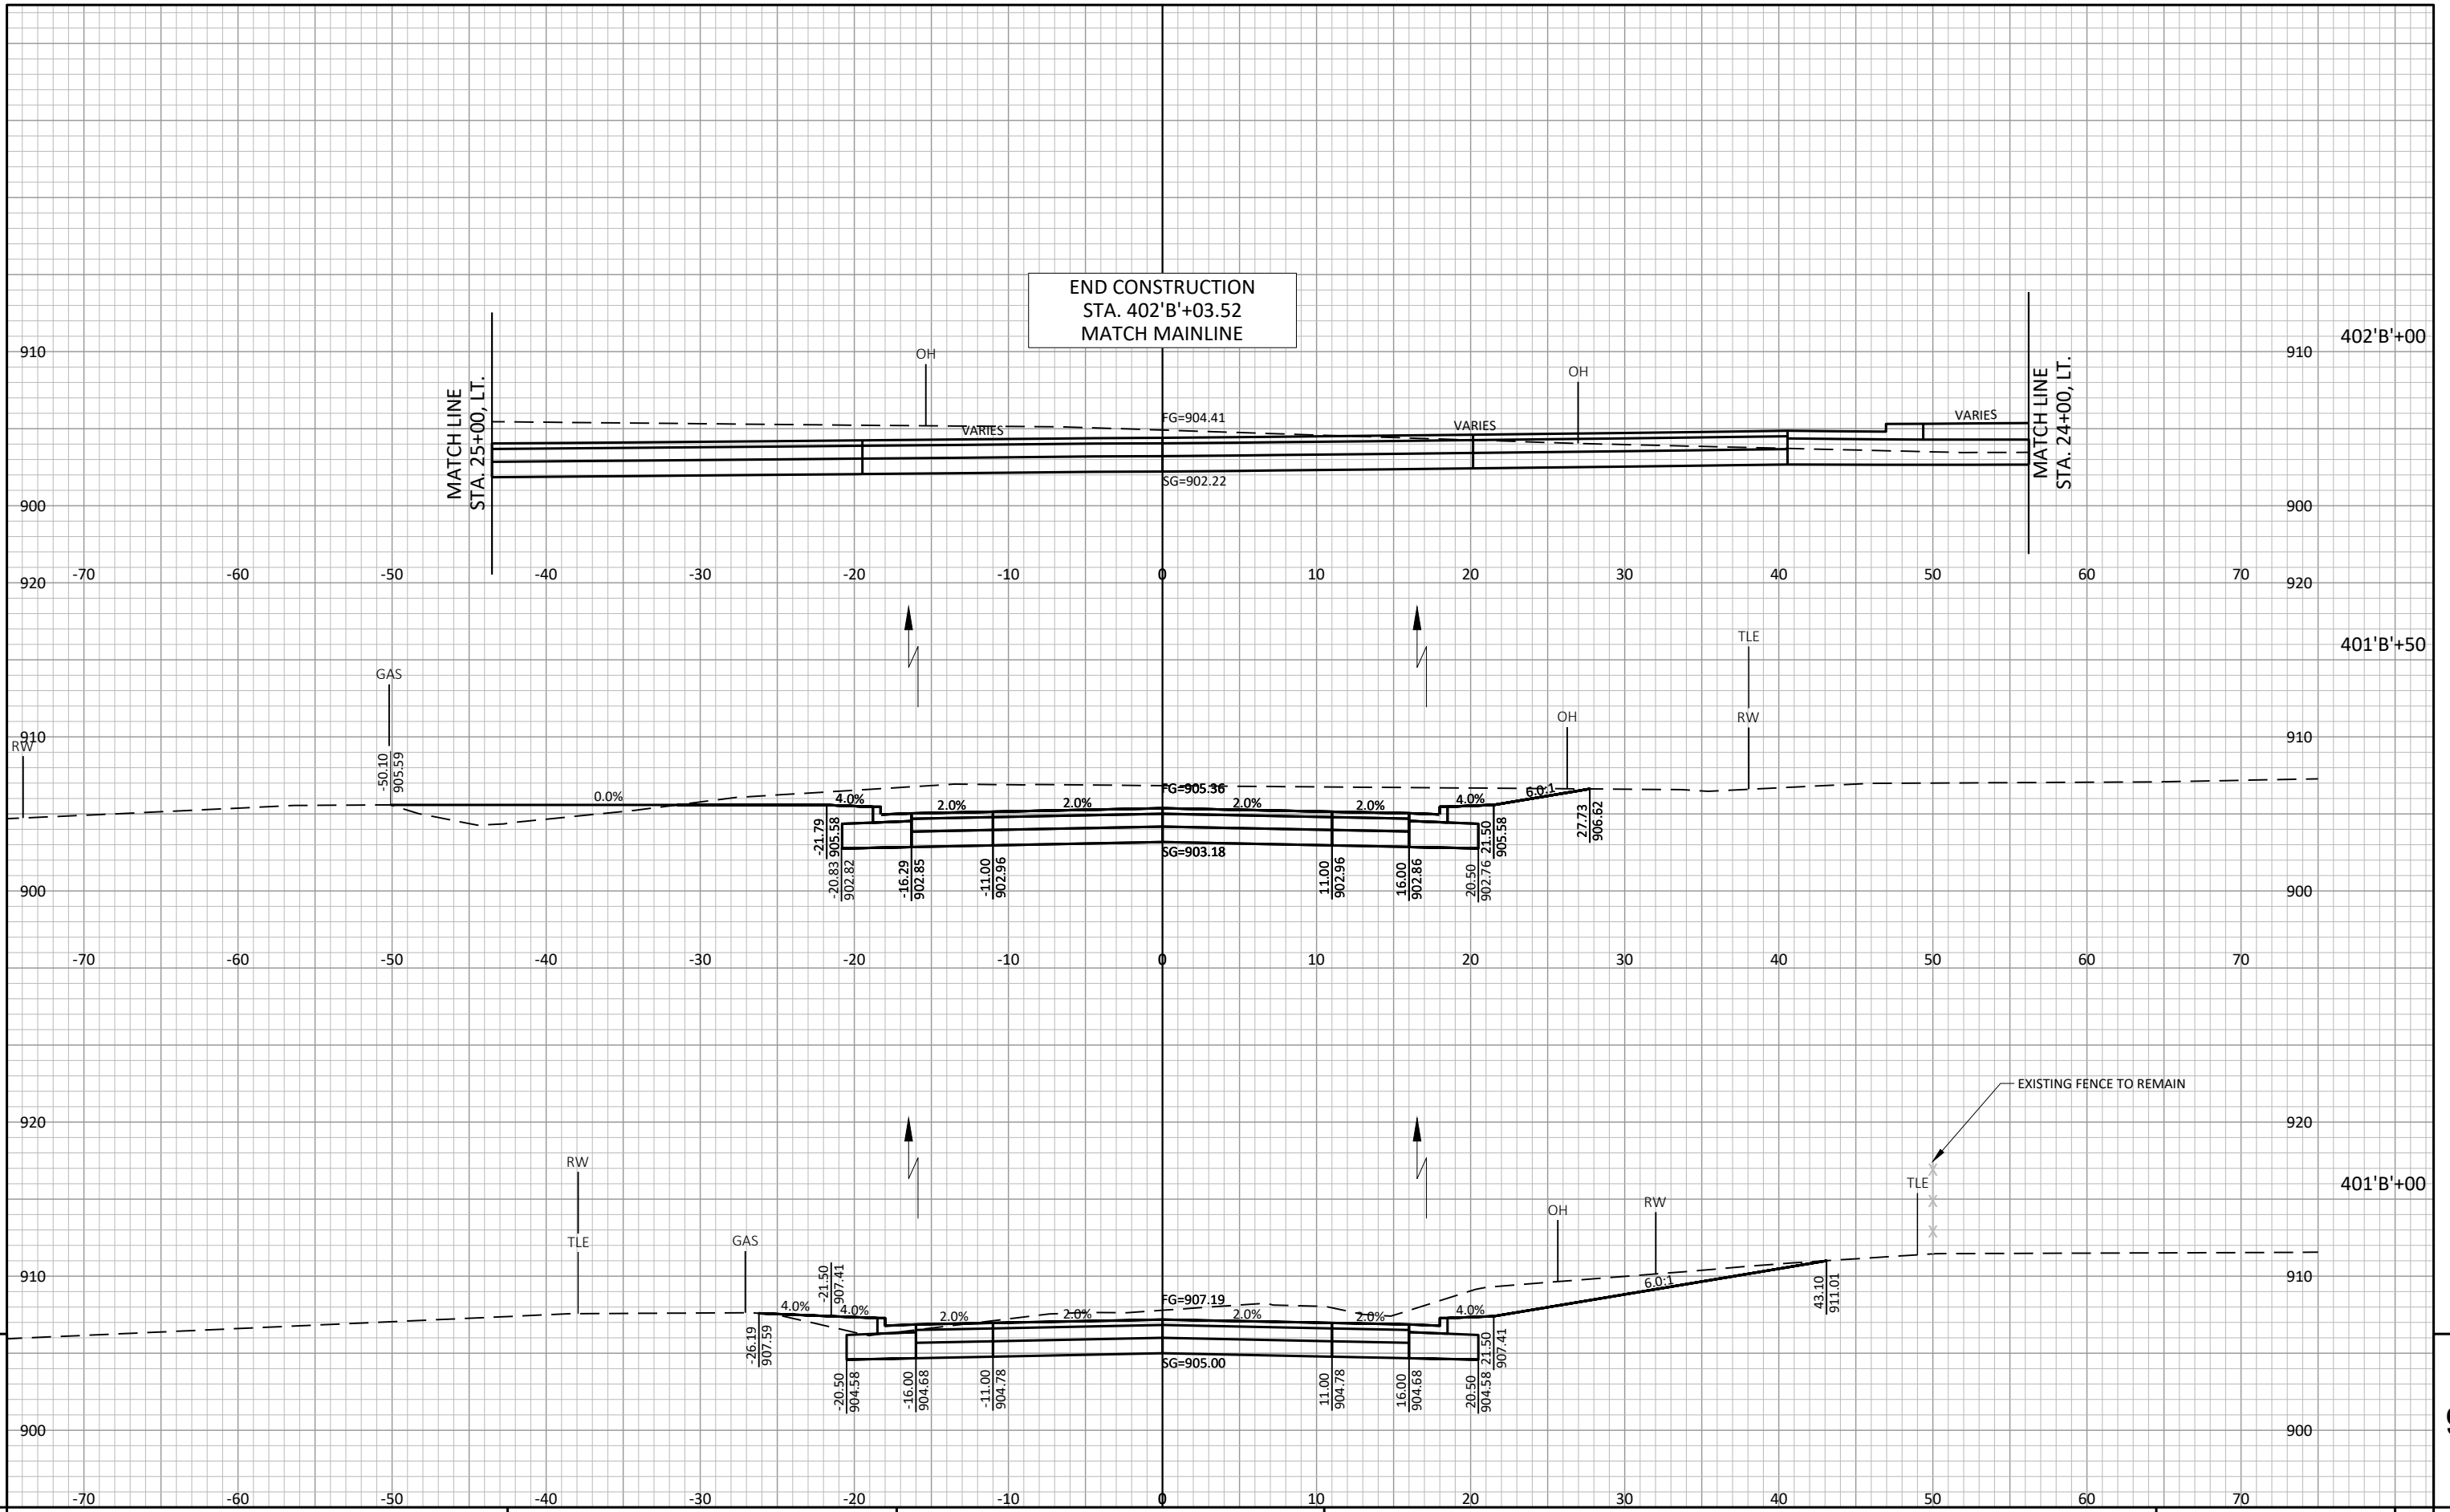 END CONSTRUCTION
STA. 402'B'+03.52
MATCH MAINLINE
402'B'+00
910
910
MATCH LINE
STA. 25+00, LT.
OH
OH
MATCH LINE
STA. 24+00, LT.
FG=904.41
VARIES
VARIES
VARIES
SG=902.22
900
900
-70 -60 -50 -40 -30 -20 -10 0 10 20 30 40 50 60 70
920
920
401'B'+50
TLE
GAS
RW
OH
RW
910
910
-50.10
905.59
0.0%
4.0%
2.0%
2.0%
FG=905.36
2.0%
2.0%
4.0%
6.0:1
-21.79
905.58
-20.83
902.82
-16.29
902.85
-11.00
902.96
SG=903.18
11.00
902.96
16.00
902.86
21.50
905.58
20.50
902.76
27.73
906.62
900
900
-70 -60 -50 -40 -30 -20 -10 0 10 20 30 40 50 60 70
EXISTING FENCE TO REMAIN
920
920
401'B'+00
RW
TLE
GAS
OH
RW
TLE
X
X
X
910
910
-21.50
907.41
4.0%
4.0%
2.0%
2.0%
FG=907.19
2.0%
2.0%
4.0%
6.0:1
-26.19
907.59
-20.50
904.58
-16.00
904.68
-11.00
904.78
SG=905.00
11.00
904.78
16.00
904.68
21.50
907.41
20.50
904.58
43.10
911.01
900
900
-70 -60 -50 -40 -30 -20 -10 0 10 20 30 40 50 60 70